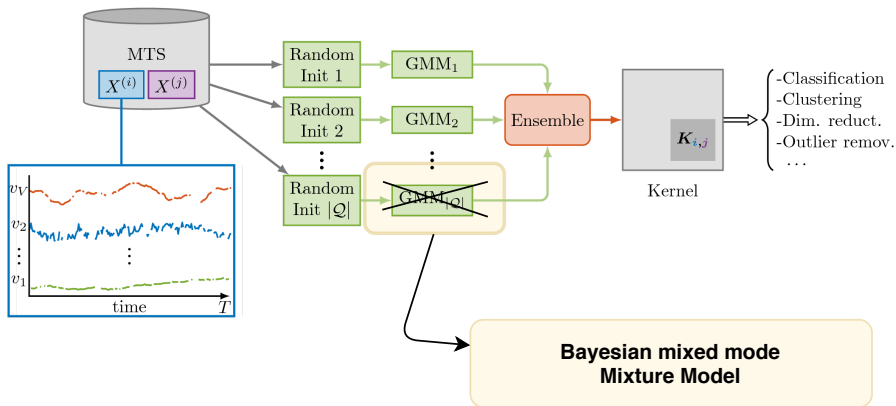 MTS
X^(i) X^(j)
Random
Init 1
GMM_1
Random
Init 2
GMM_2
⋮ ⋮
Random
Init |Q|
GMM_|Q|
Ensemble
K_i,j
Kernel
-Classification
-Clustering
-Dim. reduct.
-Outlier remov.
...
v_V
v_2
⋮ ⋮
v_1
time T
Bayesian mixed mode
Mixture Model